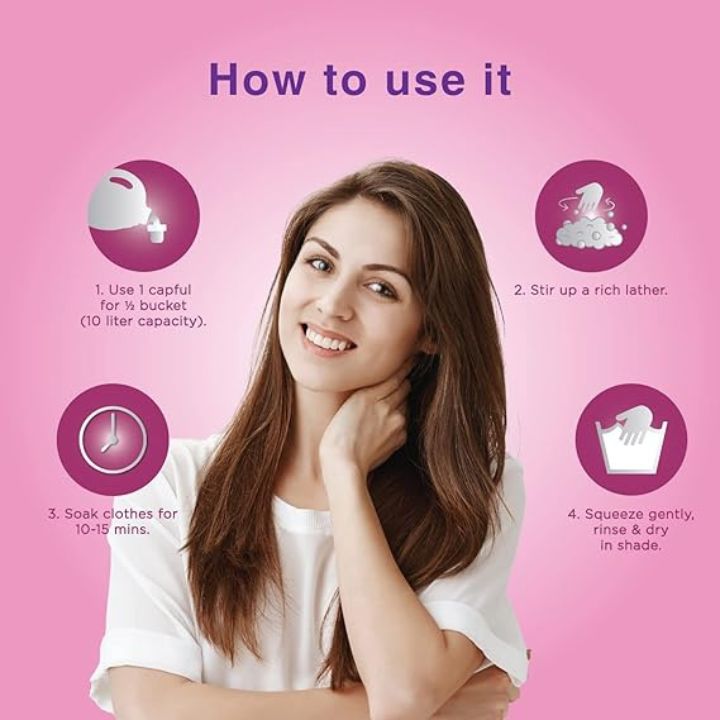 How to use it
1. Use 1 capful
for ½ bucket
(10 liter capacity).
2. Stir up a rich lather.
3. Soak clothes for
10-15 mins.
4. Squeeze gently,
rinse & dry
in shade.